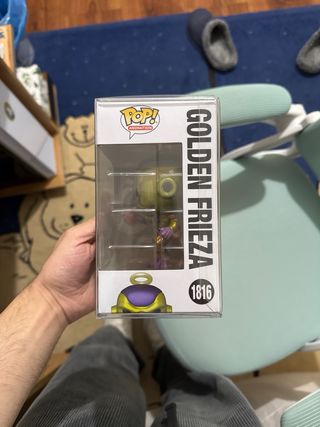 POP!
ANIMATION
GOLDEN FRIEZA
1816